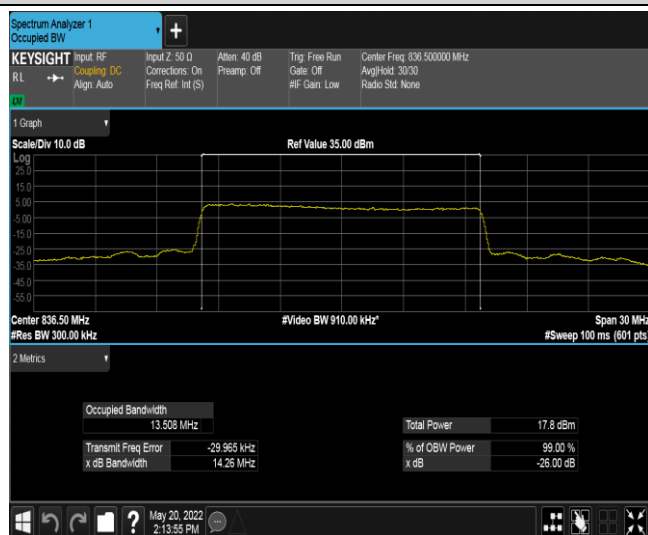 Spectrum Analyzer 1
Occupied BW
+
KEYSIGHT
RL
LXI
Input: RF
Coupling: DC
Align: Auto
Input Z: 50 Ω
Corrections: On
Freq Ref: Int (S)
Atten: 40 dB
Preamp: Off
Trig: Free Run
Gate: Off
#IF Gain: Low
Center Freq: 836.500000 MHz
Avg|Hold: 30/30
Radio Std: None
1 Graph
Scale/Div 10.0 dB
Ref Value 35.00 dBm
Log
25.0
15.0
5.00
-5.00
-15.0
-25.0
-35.0
-45.0
-55.0
Center 836.50 MHz
#Video BW 910.00 kHz*
Span 30 MHz
#Res BW 300.00 kHz
#Sweep 100 ms (601 pts)
2 Metrics
Occupied Bandwidth
13.508 MHz
Total Power 17.8 dBm
Transmit Freq Error -29.965 kHz
% of OBW Power 99.00 %
x dB Bandwidth 14.26 MHz
x dB -26.00 dB
?
May 20, 2022
2:13:55 PM